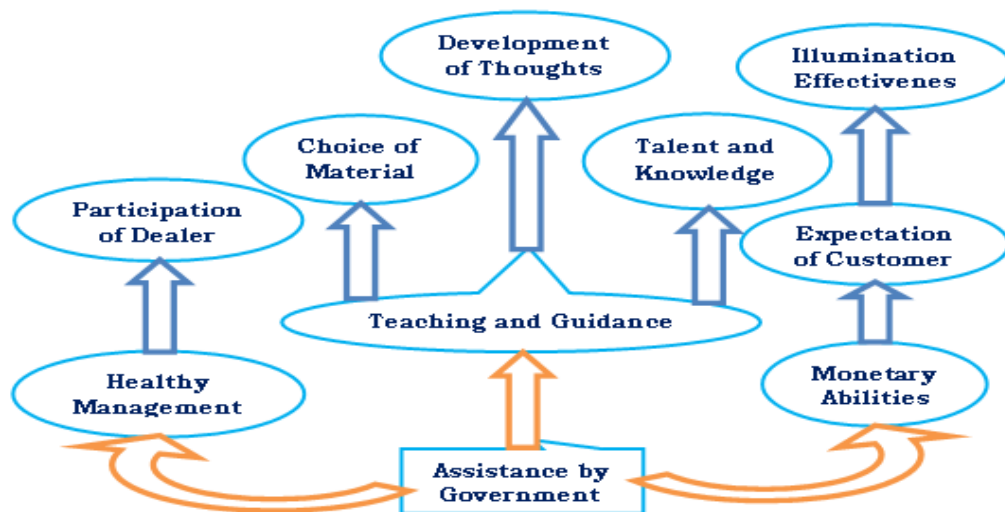 Development
of Thoughts
Illumination
Effectivenes
Choice of
Material
Talent and
Knowledge
Participation
of Dealer
Expectation
of Customer
Teaching and Guidance
Healthy
Management
Monetary
Abilities
Assistance by
Government